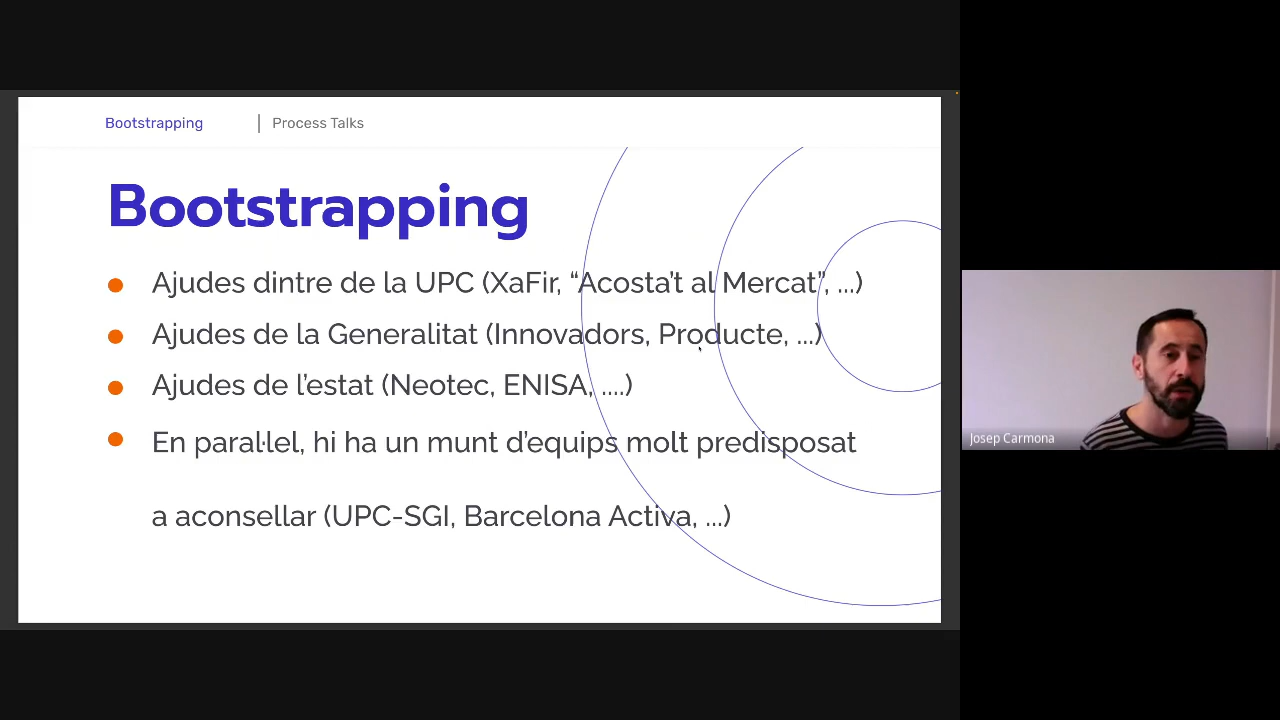 Bootstrapping | Process Talks
Bootstrapping
Ajudes dintre de la UPC (XaFir, “Acosta’t al Mercat”, ...)
Ajudes de la Generalitat (Innovadors, Producte, ...)
Ajudes de l’estat (Neotec, ENISA, ....)
En paral·lel, hi ha un munt d’equips molt predisposat
a aconsellar (UPC-SGI, Barcelona Activa, ...)
Josep Carmona